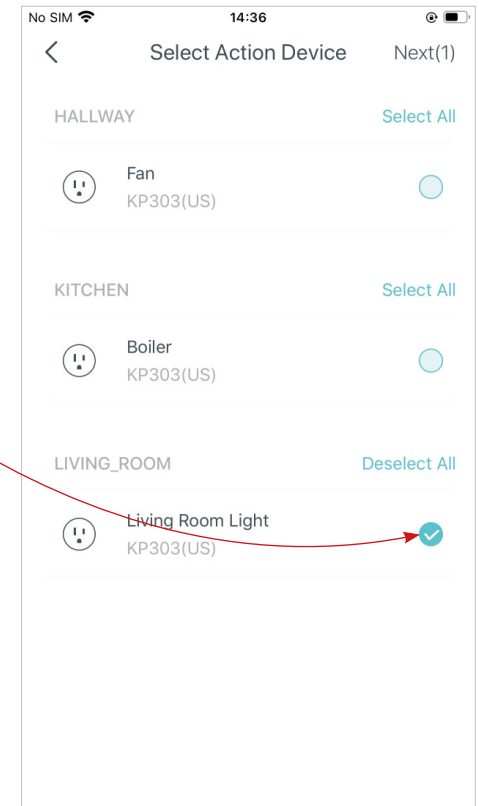 No SIM 14:36
Select Action Device Next(1)
HALLWAY Select All
Fan
KP303(US)
KITCHEN Select All
Boiler
KP303(US)
LIVING_ROOM Deselect All
Living Room Light
KP303(US)